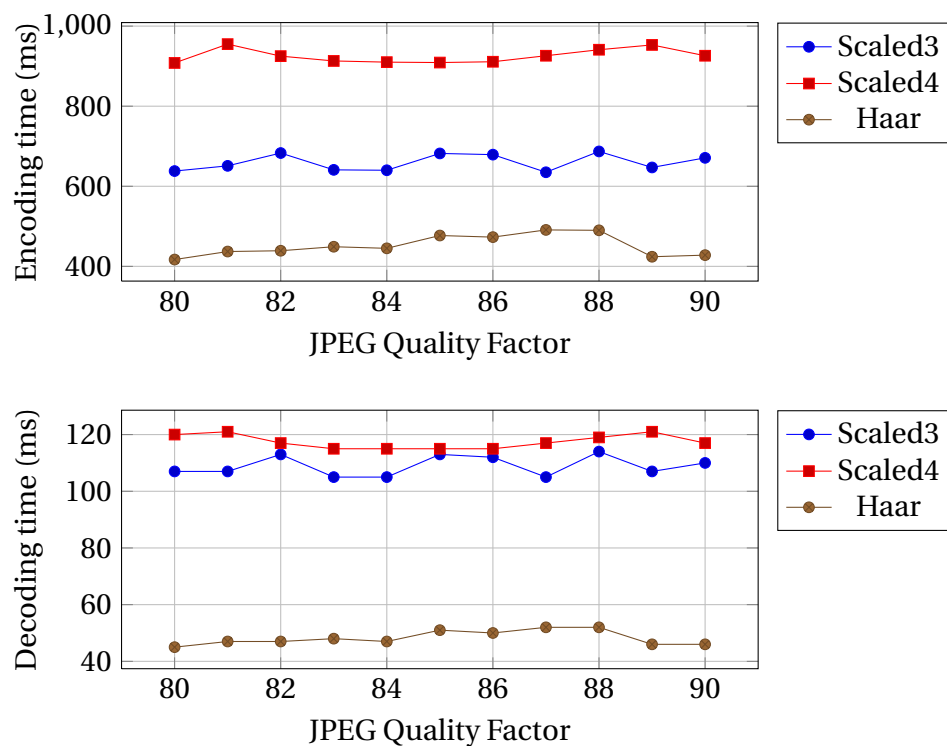 1,000
800
600
400
Encoding time (ms)
80 82 84 86 88 90
JPEG Quality Factor
Scaled3
Scaled4
Haar
120
100
80
60
40
Decoding time (ms)
80 82 84 86 88 90
JPEG Quality Factor
Scaled3
Scaled4
Haar